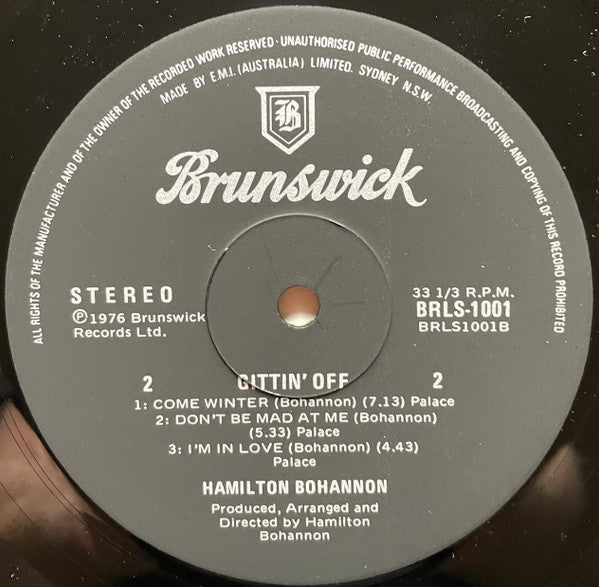 ALL RIGHTS OF THE MANUFACTURER AND OF THE OWNER OF THE RECORDED WORK RESERVED · UNAUTHORISED PUBLIC PERFORMANCE BROADCASTING AND COPYING OF THIS RECORD PROHIBITED
MADE BY E.M.I. (AUSTRALIA) LIMITED. SYDNEY N.S.W.
B
Brunswick
STEREO
℗1976 Brunswick
Records Ltd.
33 1/3 R.P.M.
BRLS-1001
BRLS1001B
2 GITTIN' OFF 2
1: COME WINTER (Bohannon) (7.13) Palace
2: DON'T BE MAD AT ME (Bohannon)
(5.33) Palace
3: I'M IN LOVE (Bohannon) (4.43)
Palace
HAMILTON BOHANNON
Produced, Arranged and
Directed by Hamilton
Bohannon